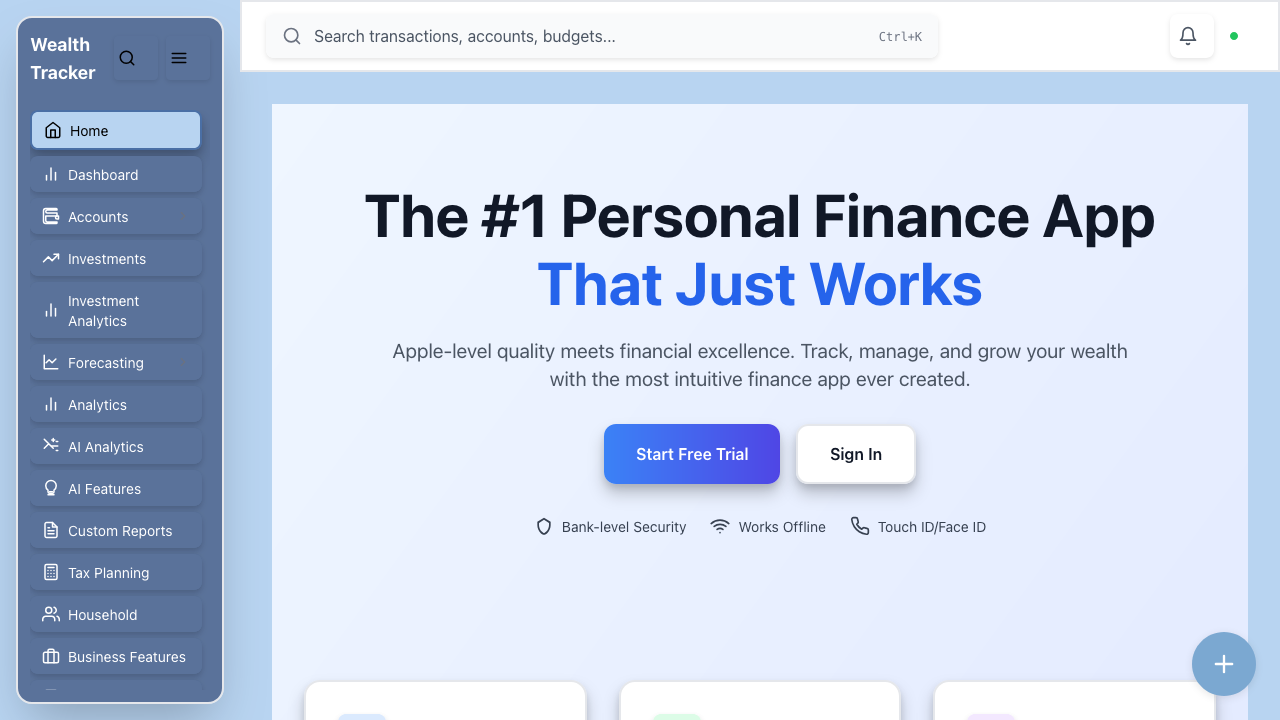 Wealth
Tracker
Search transactions, accounts, budgets...
Ctrl+K
Home
Dashboard
Accounts
Investments
Investment
Analytics
Forecasting
Analytics
AI Analytics
AI Features
Custom Reports
Tax Planning
Household
Business Features
The #1 Personal Finance App
That Just Works
Apple-level quality meets financial excellence. Track, manage, and grow your wealth
with the most intuitive finance app ever created.
Start Free Trial
Sign In
Bank-level Security
Works Offline
Touch ID/Face ID